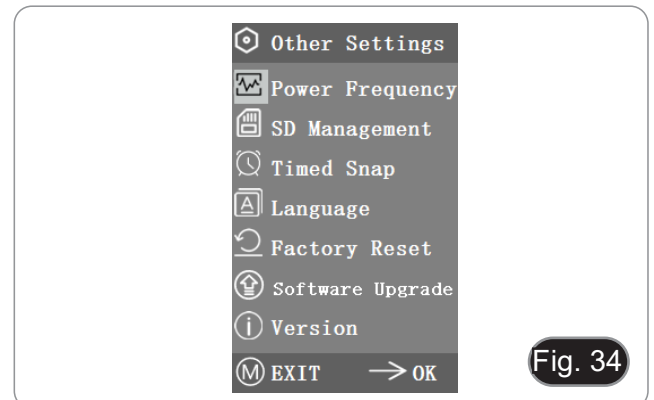 Other Settings
Power Frequency
SD Management
Timed Snap
A Language
Factory Reset
Software Upgrade
i Version
M EXIT → OK
Fig. 34